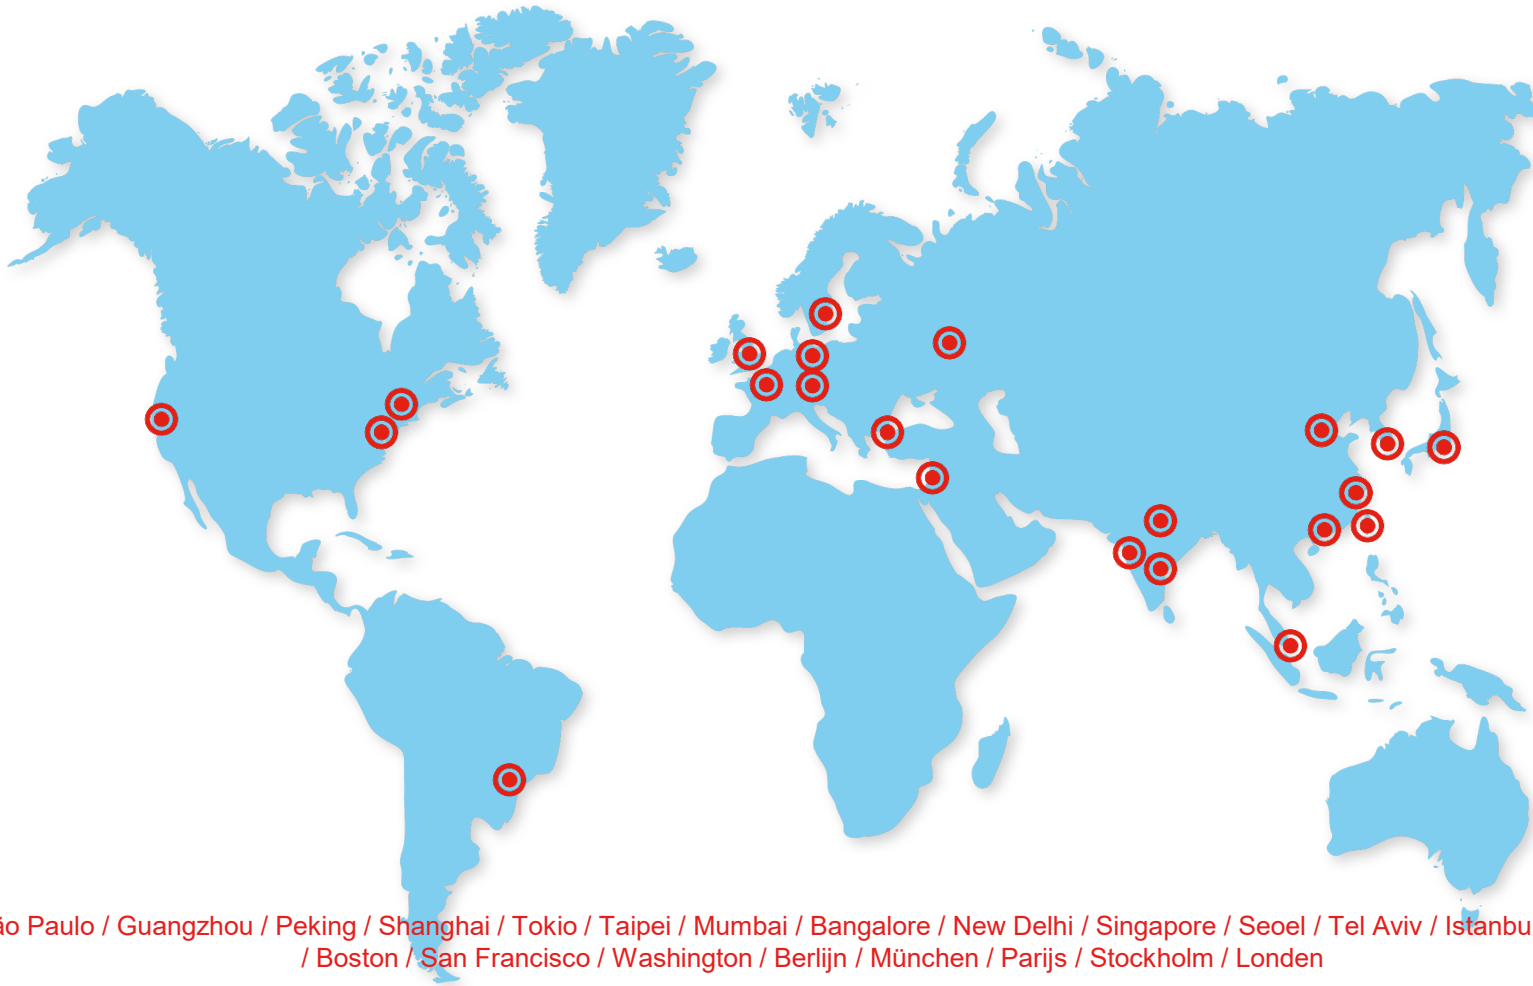 ão Paulo / Guangzhou / Peking / Shanghai / Tokio / Taipei / Mumbai / Bangalore / New Delhi / Singapore / Seoel / Tel Aviv / Istanbu
/ Boston / San Francisco / Washington / Berlijn / München / Parijs / Stockholm / Londen